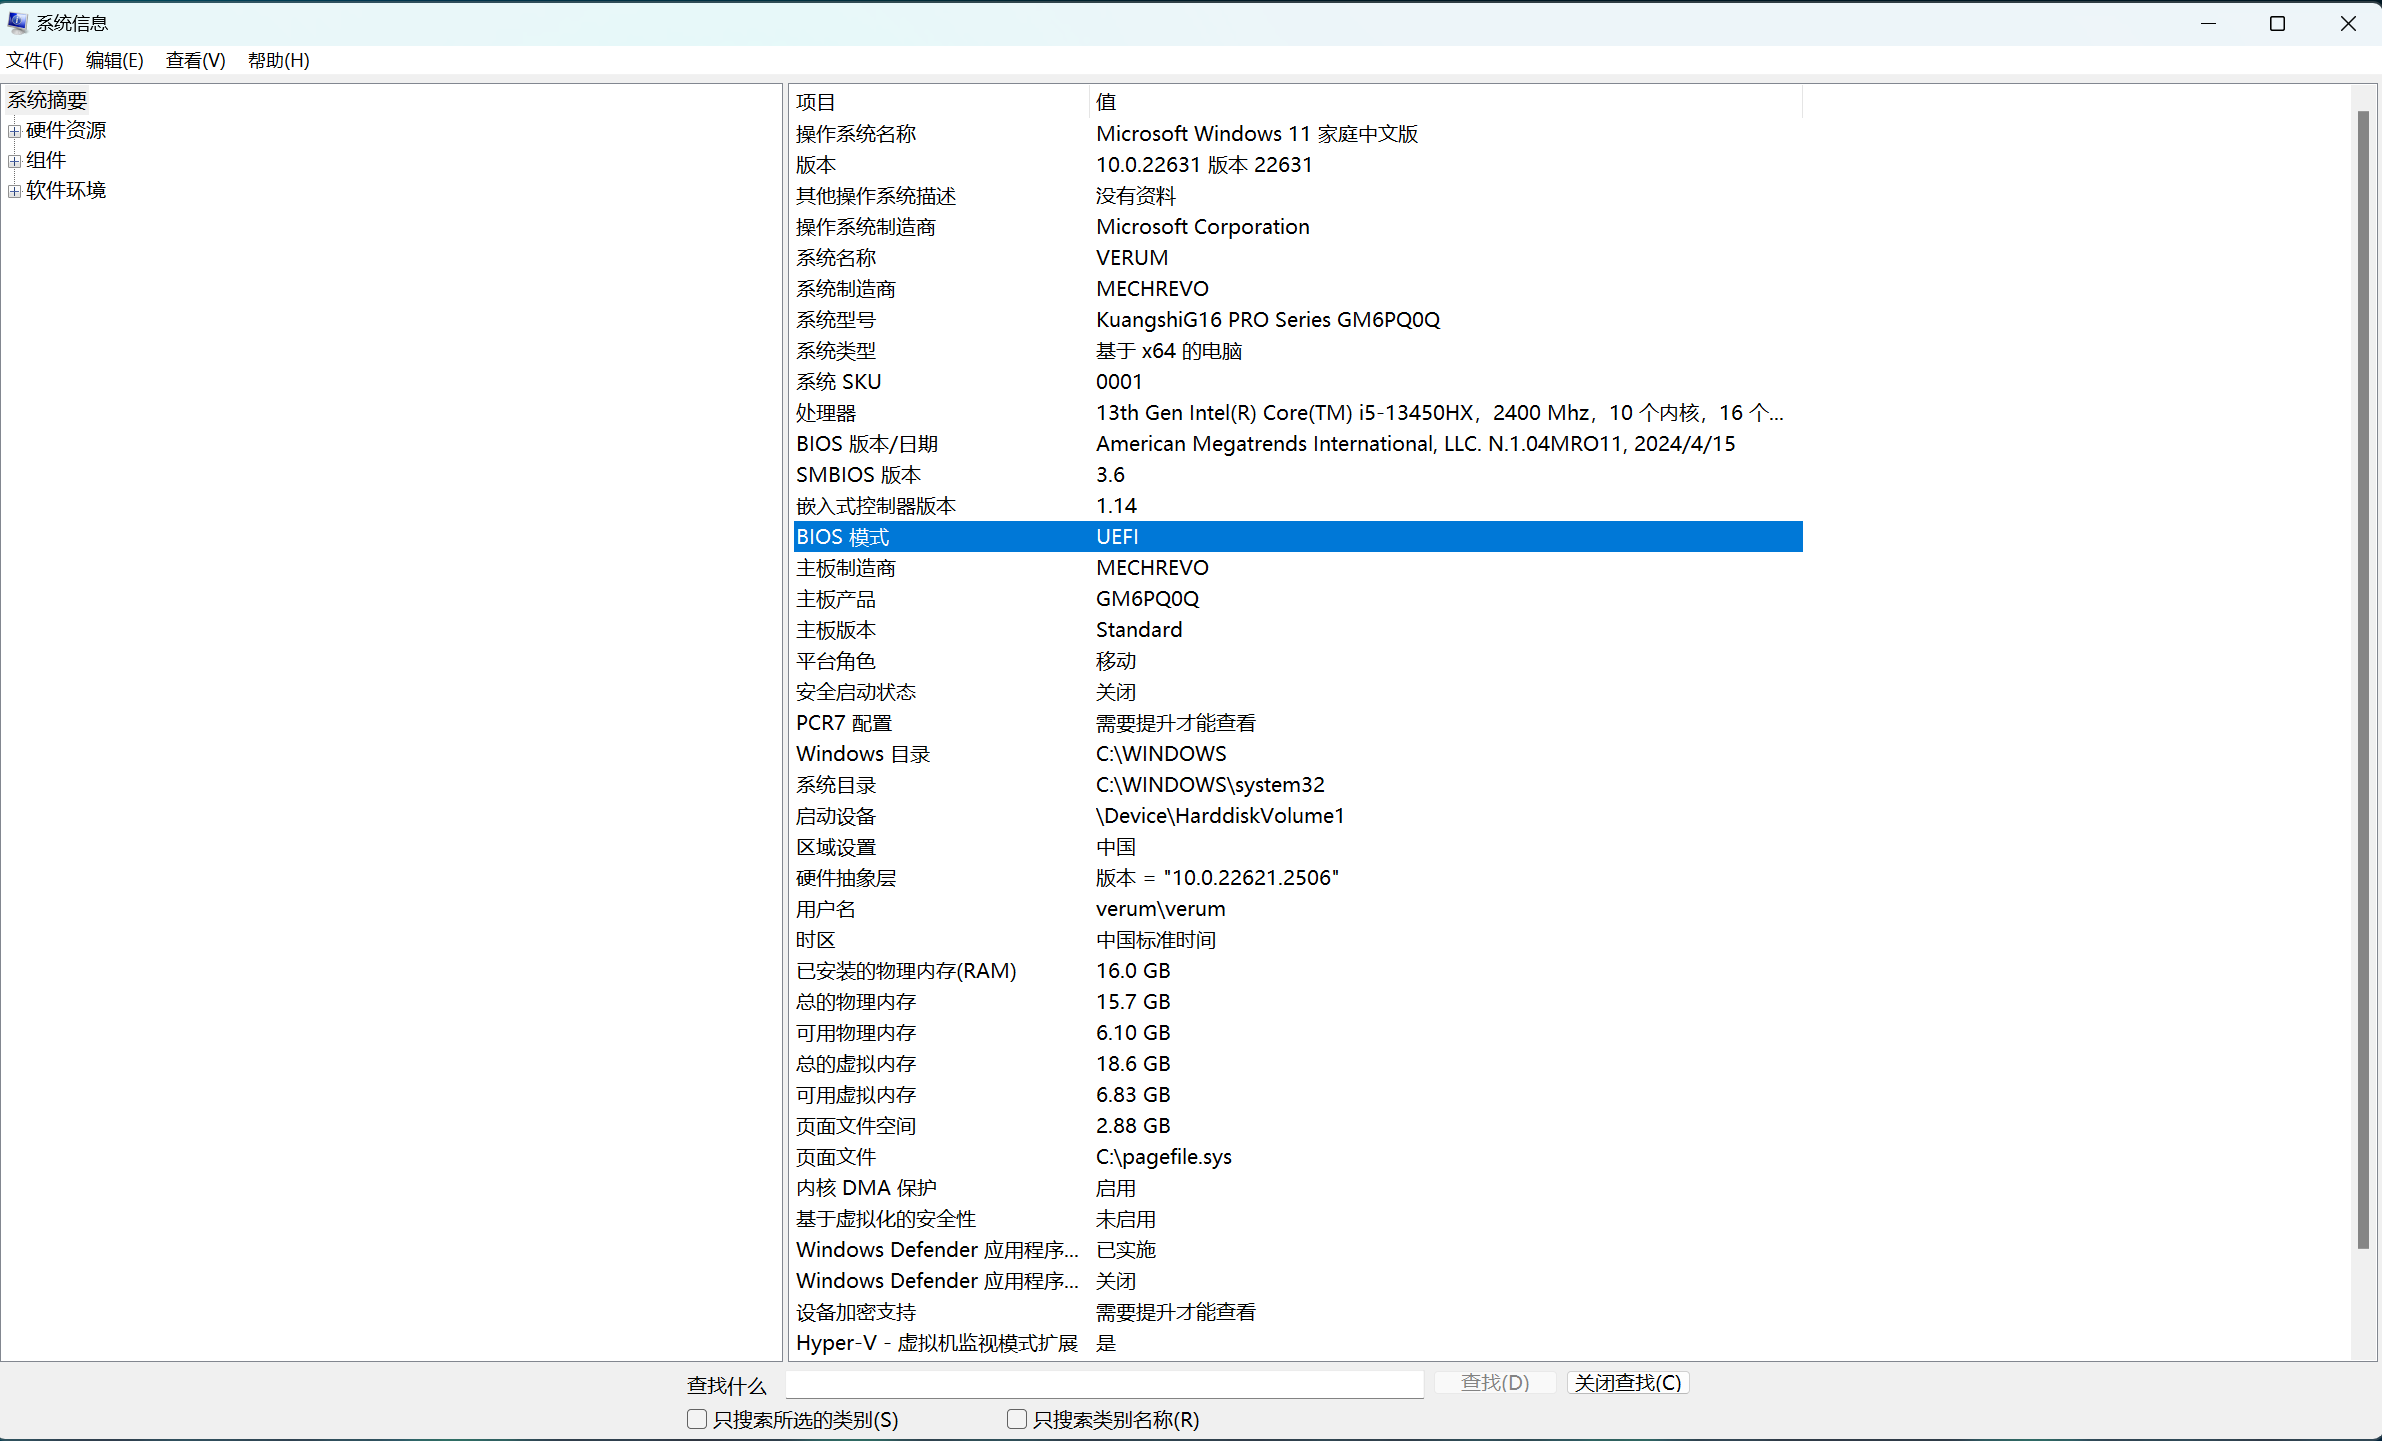 系统信息
文件(F) 编辑(E) 查看(V) 帮助(H)
系统摘要
硬件资源
组件
软件环境
项目 值
操作系统名称 Microsoft Windows 11 家庭中文版
版本 10.0.22631 版本 22631
其他操作系统描述 没有资料
操作系统制造商 Microsoft Corporation
系统名称 VERUM
系统制造商 MECHREVO
系统型号 KuangshiG16 PRO Series GM6PQ0Q
系统类型 基于 x64 的电脑
系统 SKU 0001
处理器 13th Gen Intel(R) Core(TM) i5-13450HX，2400 Mhz，10 个内核，16 个...
BIOS 版本/日期 American Megatrends International, LLC. N.1.04MRO11, 2024/4/15
SMBIOS 版本 3.6
嵌入式控制器版本 1.14
BIOS 模式 UEFI
主板制造商 MECHREVO
主板产品 GM6PQ0Q
主板版本 Standard
平台角色 移动
安全启动状态 关闭
PCR7 配置 需要提升才能查看
Windows 目录 C:\WINDOWS
系统目录 C:\WINDOWS\system32
启动设备 \Device\HarddiskVolume1
区域设置 中国
硬件抽象层 版本 = "10.0.22621.2506"
用户名 verum\verum
时区 中国标准时间
已安装的物理内存(RAM) 16.0 GB
总的物理内存 15.7 GB
可用物理内存 6.10 GB
总的虚拟内存 18.6 GB
可用虚拟内存 6.83 GB
页面文件空间 2.88 GB
页面文件 C:\pagefile.sys
内核 DMA 保护 启用
基于虚拟化的安全性 未启用
Windows Defender 应用程序... 已实施
Windows Defender 应用程序... 关闭
设备加密支持 需要提升才能查看
Hyper-V - 虚拟机监视模式扩展 是
查找什么 查找(D) 关闭查找(C)
只搜索所选的类别(S) 只搜索类别名称(R)